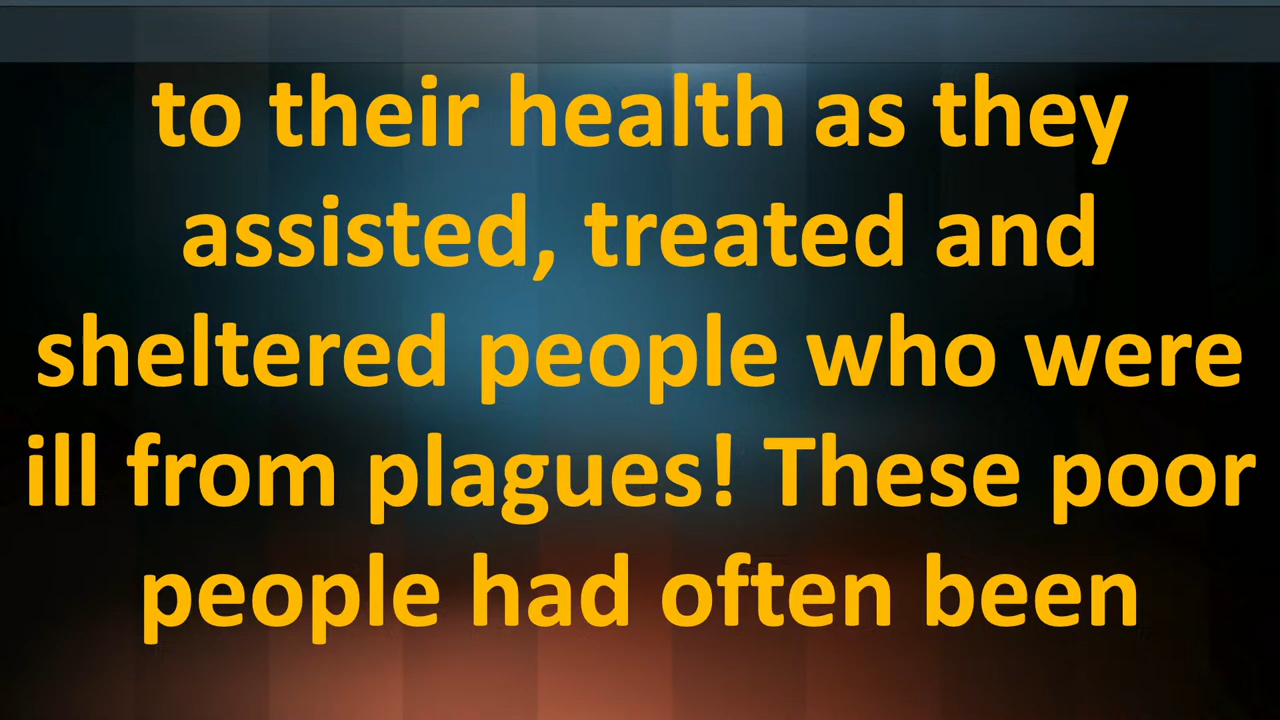 to their health as they
assisted, treated and
sheltered people who were
ill from plagues! These poor
people had often been